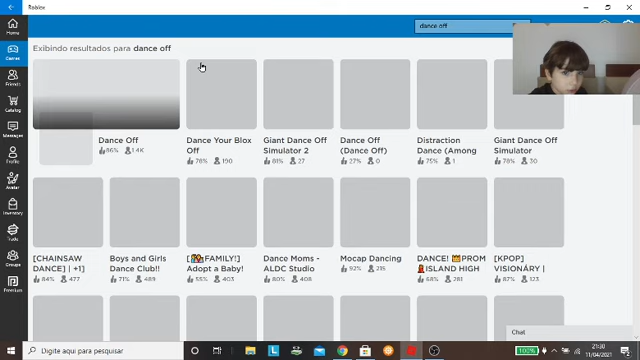 Roblox
dance off
Home
Games
Friends
Catalog
Messages
Profile
Avatar
Inventory
Trade
Groups
Premium
Exibindo resultados para dance off
Dance Off
86% 1.4K
Dance Your Blox Off
78% 190
Giant Dance Off Simulator 2
81% 27
Dance Off (Dance Off)
27% 0
Distraction Dance (Among
75% 1
Giant Dance Off Simulator
78% 30
[CHAINSAW DANCE] | +1]
84% 477
Boys and Girls Dance Club!!
71% 489
[FAMILY!] Adopt a Baby!
55% 403
Dance Moms - ALDC Studio
80% 408
Mocap Dancing
92% 215
DANCE! PROM ISLAND HIGH
68% 281
[KPOP] VISIONÁRY |
87% 123
Chat
Digite aqui para pesquisar
100%
21:30
11/04/2021